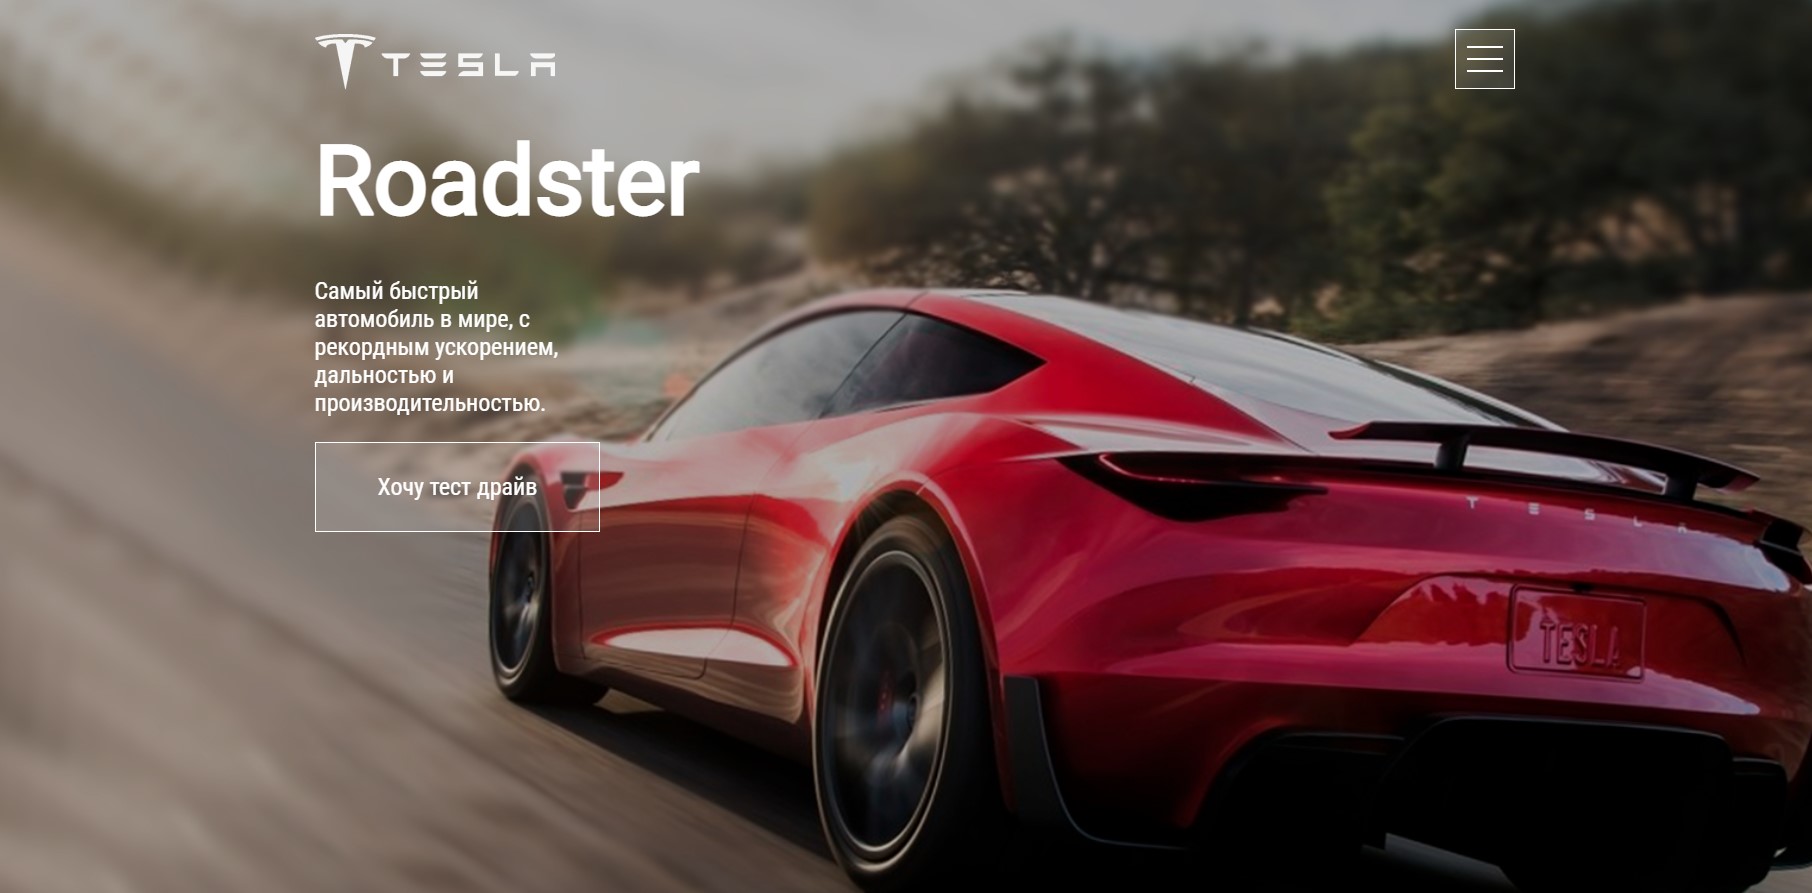 TESLA
Roadster
Самый быстрый
автомобиль в мире, с
рекордным ускорением,
дальностью и
производительностью.
Хочу тест драйв
TESLA
TESLA